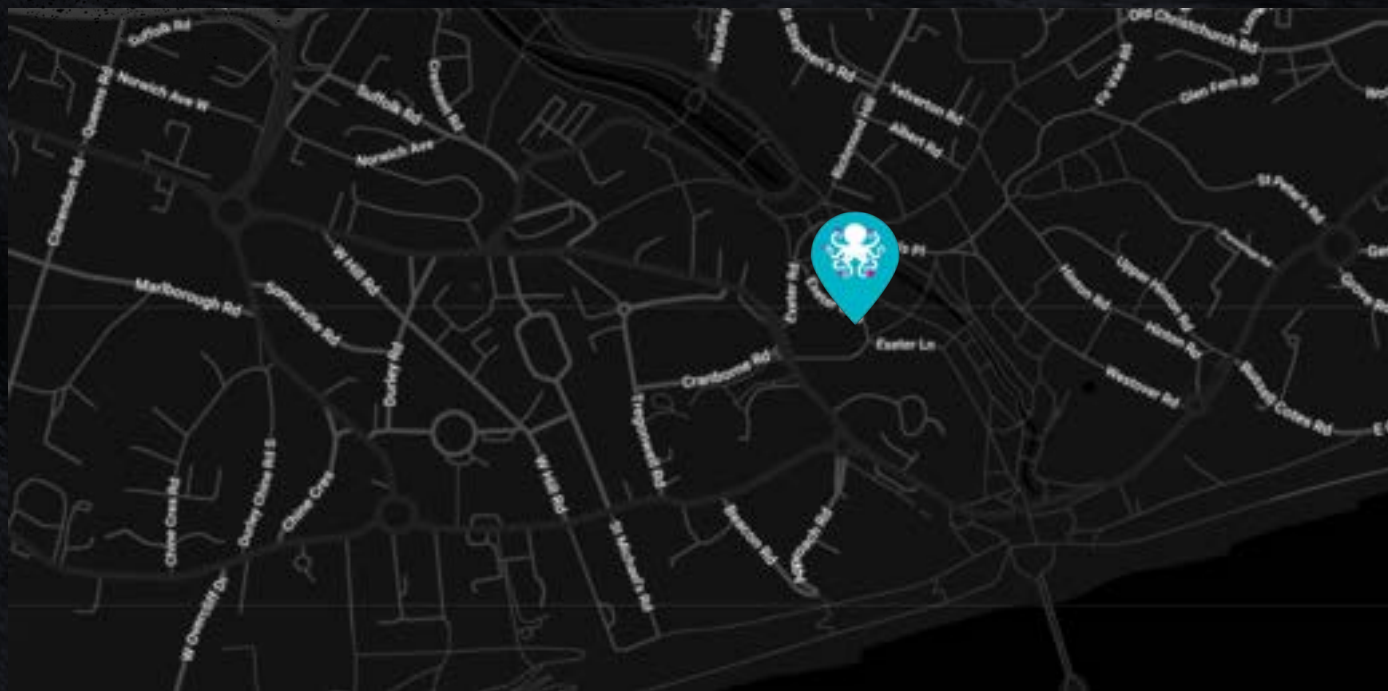 Suffolk Rd
Old Christchurch Rd
St Stephen's Rd
Norwich Ave W
Queens Rd
Suffolk Rd
Cranwell Rd
Yelverton Rd
Richmond Hill
Albert Rd
Fir Vale Rd
Glen Fern Rd
Norwich Ave
Clarendon Rd
St Peter's Rd
W Hill Rd
Marlborough Rd
Somerville Rd
Exeter Rd
Hinton Rd
Upper Hinton Rd
Hinton Rd
Exeter Ln
Durley Rd
Cranborne Rd
Westover Rd
Russell Cotes Rd
Tregonwell Rd
W Hill Rd
Durley Chine Rd S
Chine Cres
Chine Cres Rd
St Michael's Rd
Beacon Rd
W Overcliff Dr